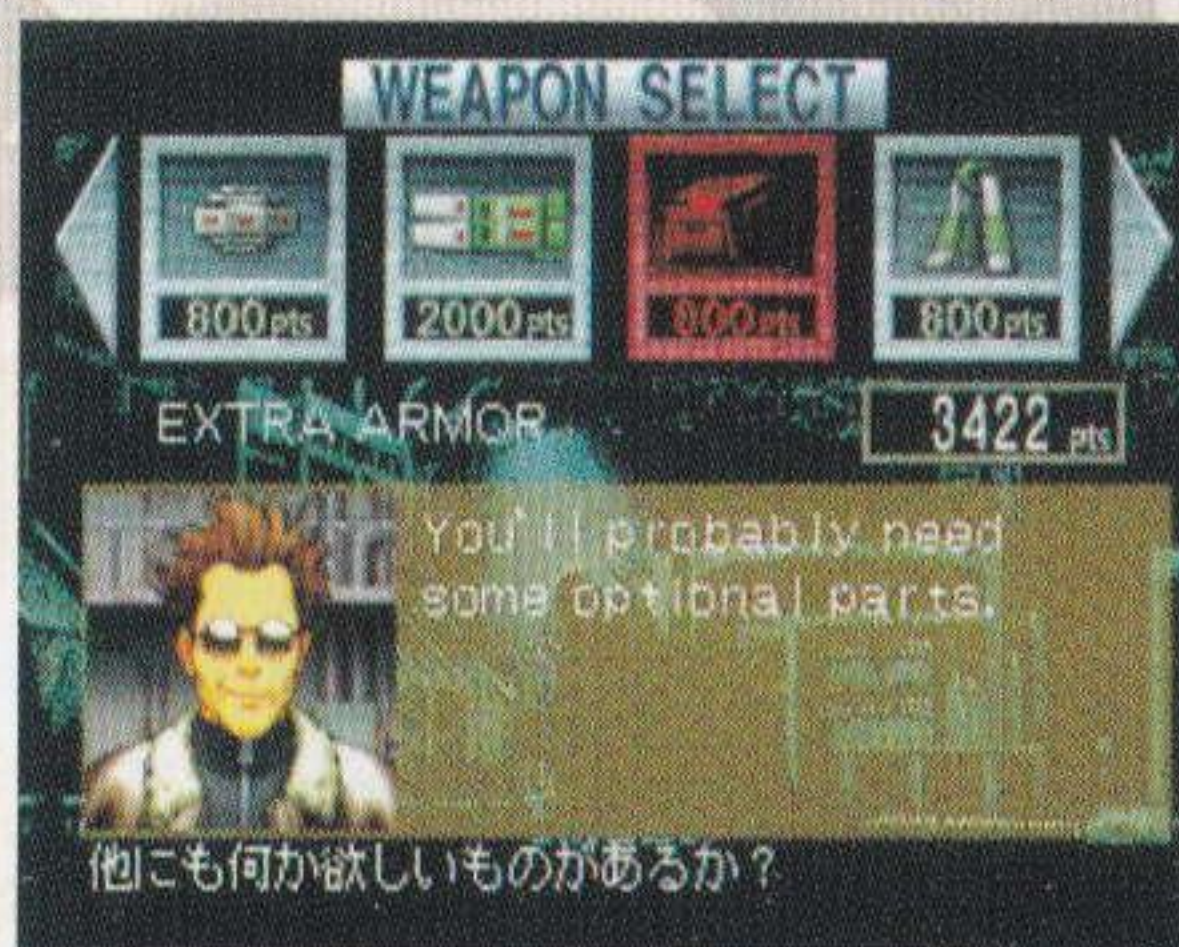 WEAPON SELECT
800pts 2000pts 800pts 800pts
EXTRA ARMOR
3422 pts
You'll probably need
some optional parts.
他にも何か欲しいものがあるか?